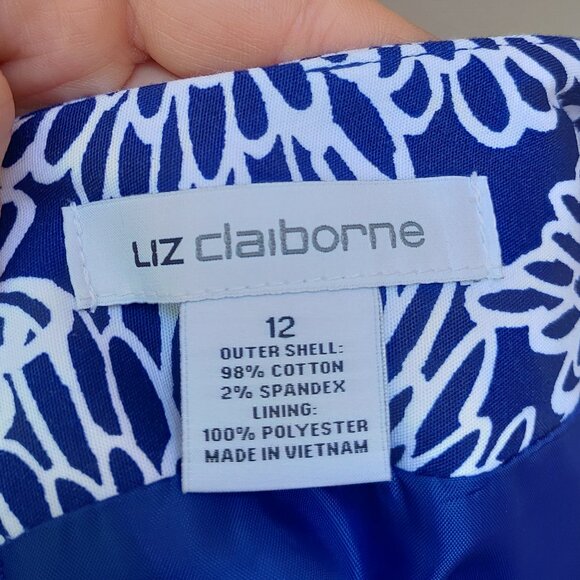 LIZ claiborne
12
OUTER SHELL:
98% COTTON
2% SPANDEX
LINING:
100% POLYESTER
MADE IN VIETNAM